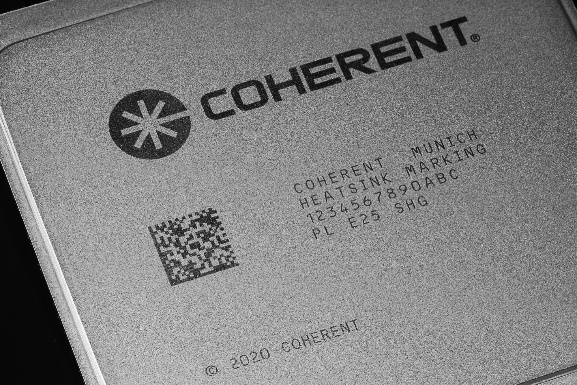 COHERENT®
COHERENT MUNICH
HEATSINK MARKING
1234567890ABC
PL E25 SHG
© 2020 COHERENT